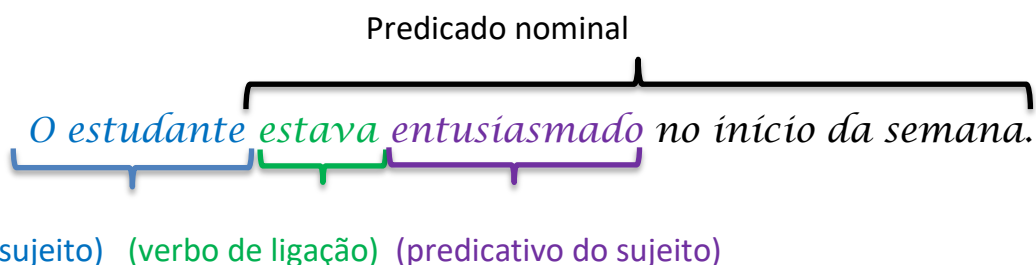 Predicado nominal
O estudante estava entusiasmado no início da semana.
sujeito) (verbo de ligação) (predicativo do sujeito)